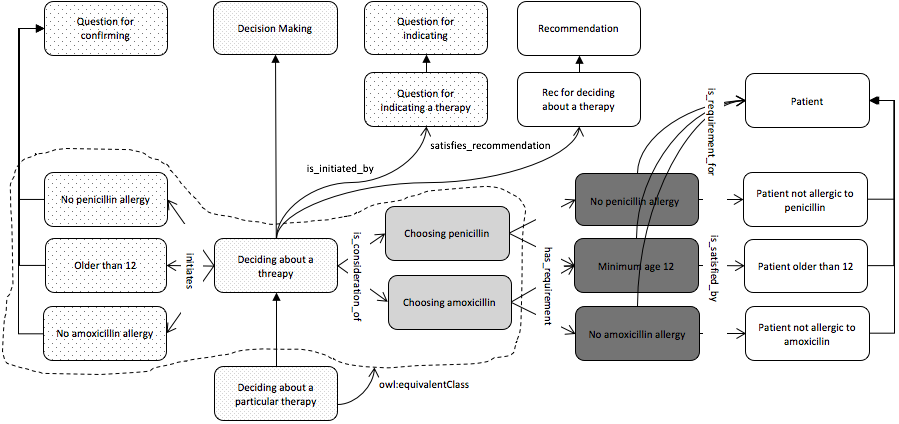 Question for
confirming
Decision Making
Question for
indicating
Recommendation
Question for
indicating a therapy
Rec for deciding
about a therapy
Patient
is_requirement_for
satisfies_recommendation
is_initiated_by
No penicillin allergy
Older than 12
No amoxicillin allergy
initiates
Deciding about a
threapy
is_consideration_of
Choosing penicillin
Choosing amoxicillin
has_requirement
No penicillin allergy
Minimum age 12
No amoxicillin allergy
is_satisfied_by
Patient not allergic to
penicillin
Patient older than 12
Patient not allergic to
amoxicilin
Deciding about a
particular therapy
owl:equivalentClass